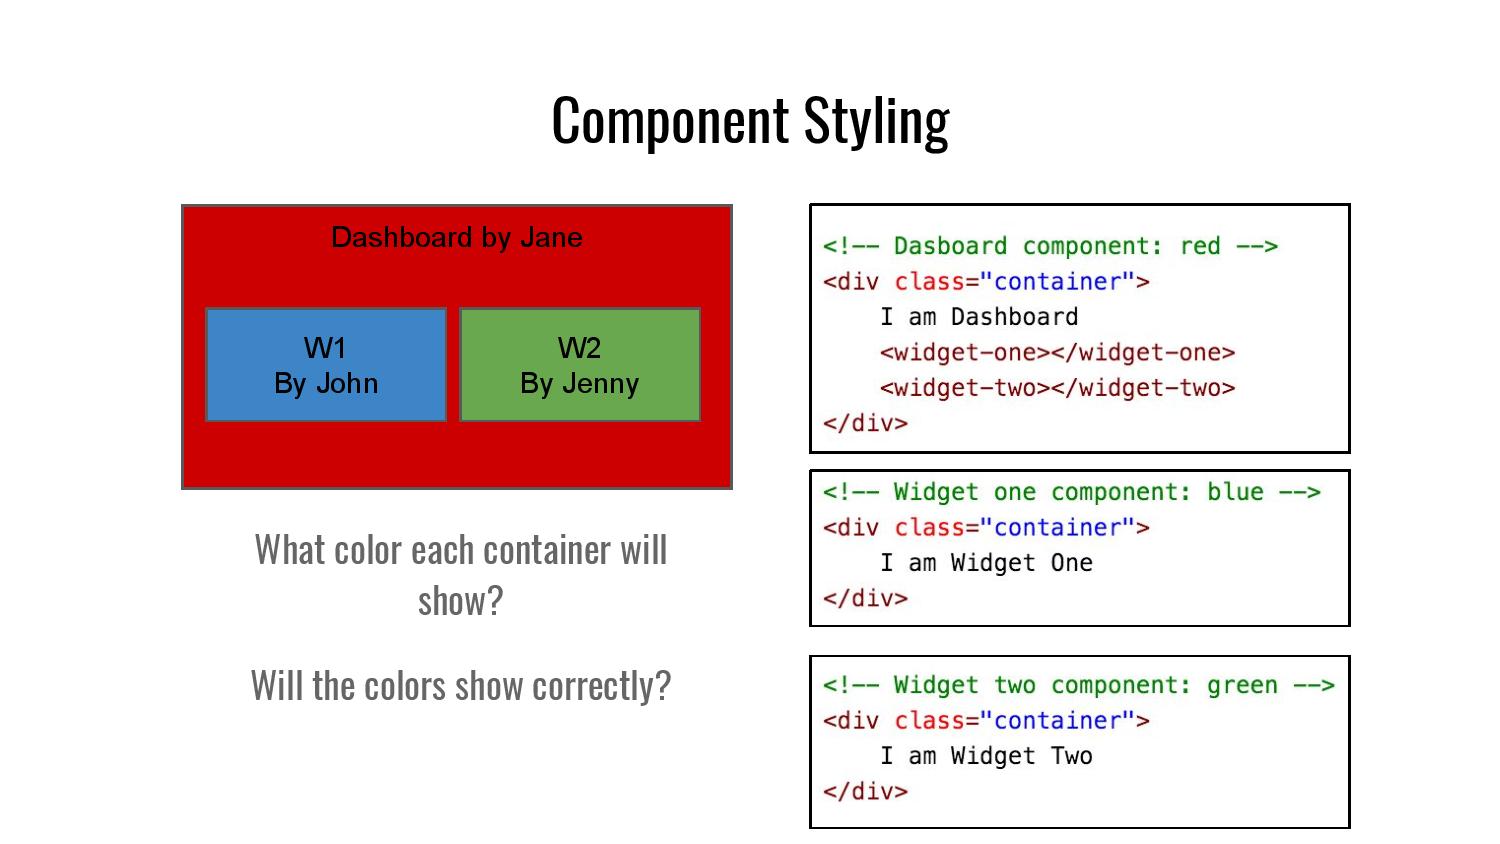 Component Styling
Dashboard by Jane
W1
By John
W2
By Jenny
What color each container will
show?
Will the colors show correctly?
<!-- Dasboard component: red -->
<div class="container">
    I am Dashboard
    <widget-one></widget-one>
    <widget-two></widget-two>
</div>
<!-- Widget one component: blue -->
<div class="container">
    I am Widget One
</div>
<!-- Widget two component: green -->
<div class="container">
    I am Widget Two
</div>